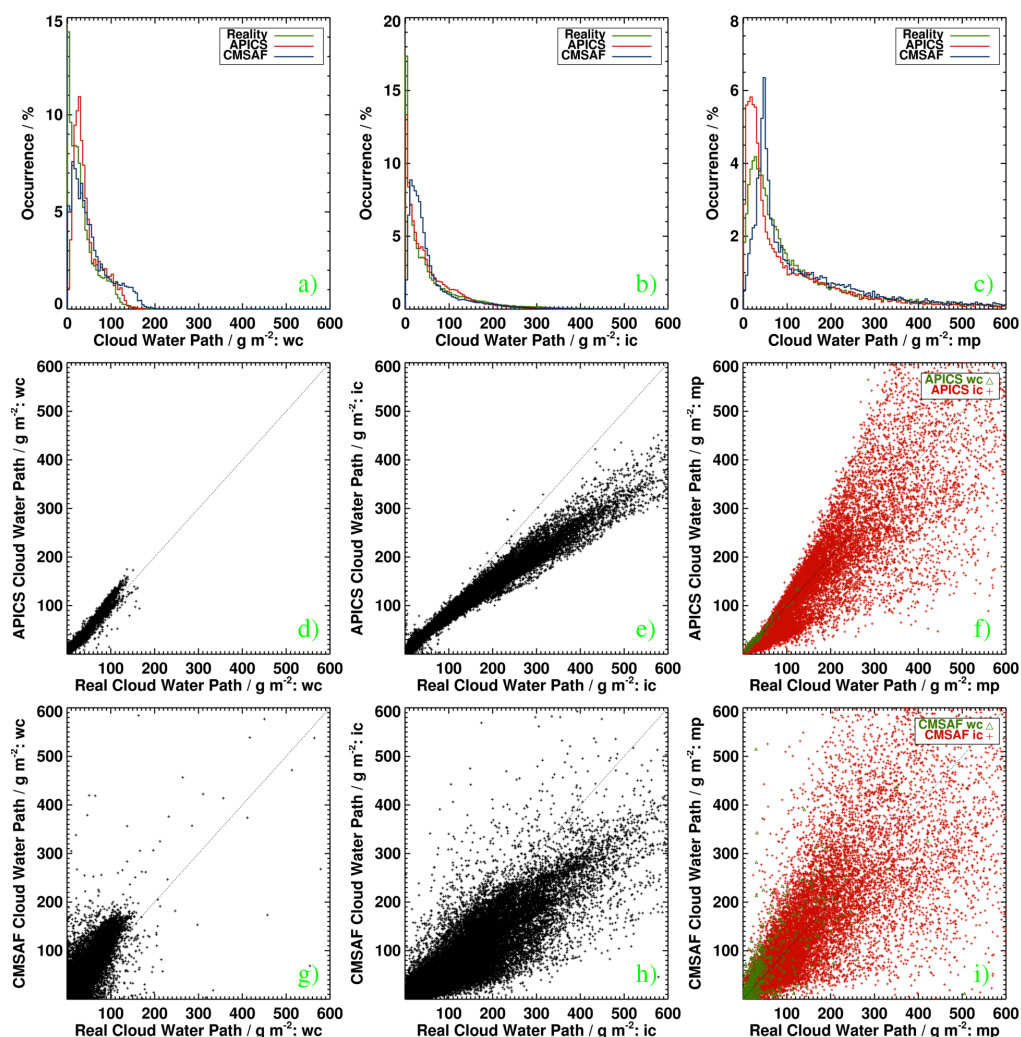 Reality
APICS
CMSAF
15
10
5
0
Occurrence / %
a)
0 100 200 300 400 500 600
Cloud Water Path / g m⁻²: wc
Reality
APICS
CMSAF
20
15
10
5
0
Occurrence / %
b)
0 100 200 300 400 500 600
Cloud Water Path / g m⁻²: ic
Reality
APICS
CMSAF
8
6
4
2
0
Occurrence / %
c)
0 100 200 300 400 500 600
Cloud Water Path / g m⁻²: mp
600
500
400
300
200
100
APICS Cloud Water Path / g m⁻²: wc
d)
100 200 300 400 500 600
Real Cloud Water Path / g m⁻²: wc
600
500
400
300
200
100
APICS Cloud Water Path / g m⁻²: ic
e)
100 200 300 400 500 600
Real Cloud Water Path / g m⁻²: ic
APICS wc △
APICS ic +
600
500
400
300
200
100
APICS Cloud Water Path / g m⁻²: mp
f)
100 200 300 400 500 600
Real Cloud Water Path / g m⁻²: mp
600
500
400
300
200
100
CMSAF Cloud Water Path / g m⁻²: wc
g)
100 200 300 400 500 600
Real Cloud Water Path / g m⁻²: wc
600
500
400
300
200
100
CMSAF Cloud Water Path / g m⁻²: ic
h)
100 200 300 400 500 600
Real Cloud Water Path / g m⁻²: ic
CMSAF wc △
CMSAF ic +
600
500
400
300
200
100
CMSAF Cloud Water Path / g m⁻²: mp
i)
100 200 300 400 500 600
Real Cloud Water Path / g m⁻²: mp